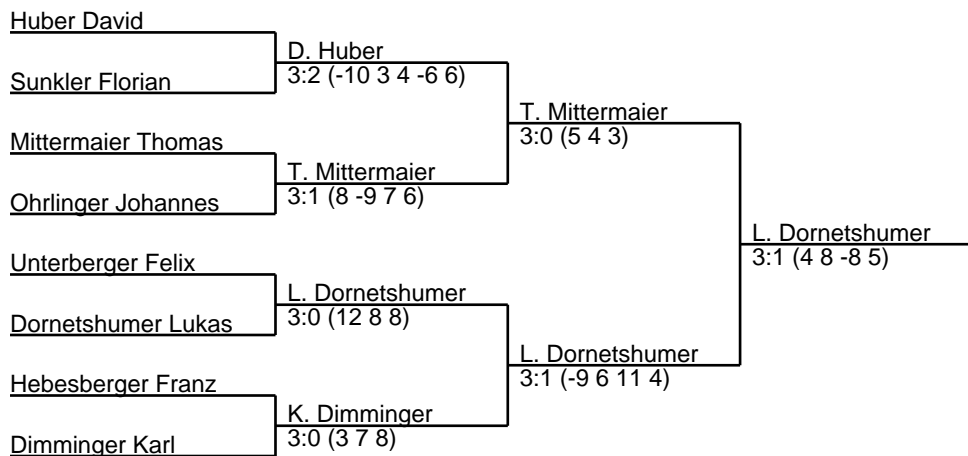 Huber David
D. Huber
3:2 (-10 3 4 -6 6)
Sunkler Florian
T. Mittermaier
3:0 (5 4 3)
Mittermaier Thomas
T. Mittermaier
3:1 (8 -9 7 6)
Ohrlinger Johannes
L. Dornetshumer
3:1 (4 8 -8 5)
Unterberger Felix
L. Dornetshumer
3:0 (12 8 8)
Dornetshumer Lukas
L. Dornetshumer
3:1 (-9 6 11 4)
Hebesberger Franz
K. Dimminger
3:0 (3 7 8)
Dimminger Karl